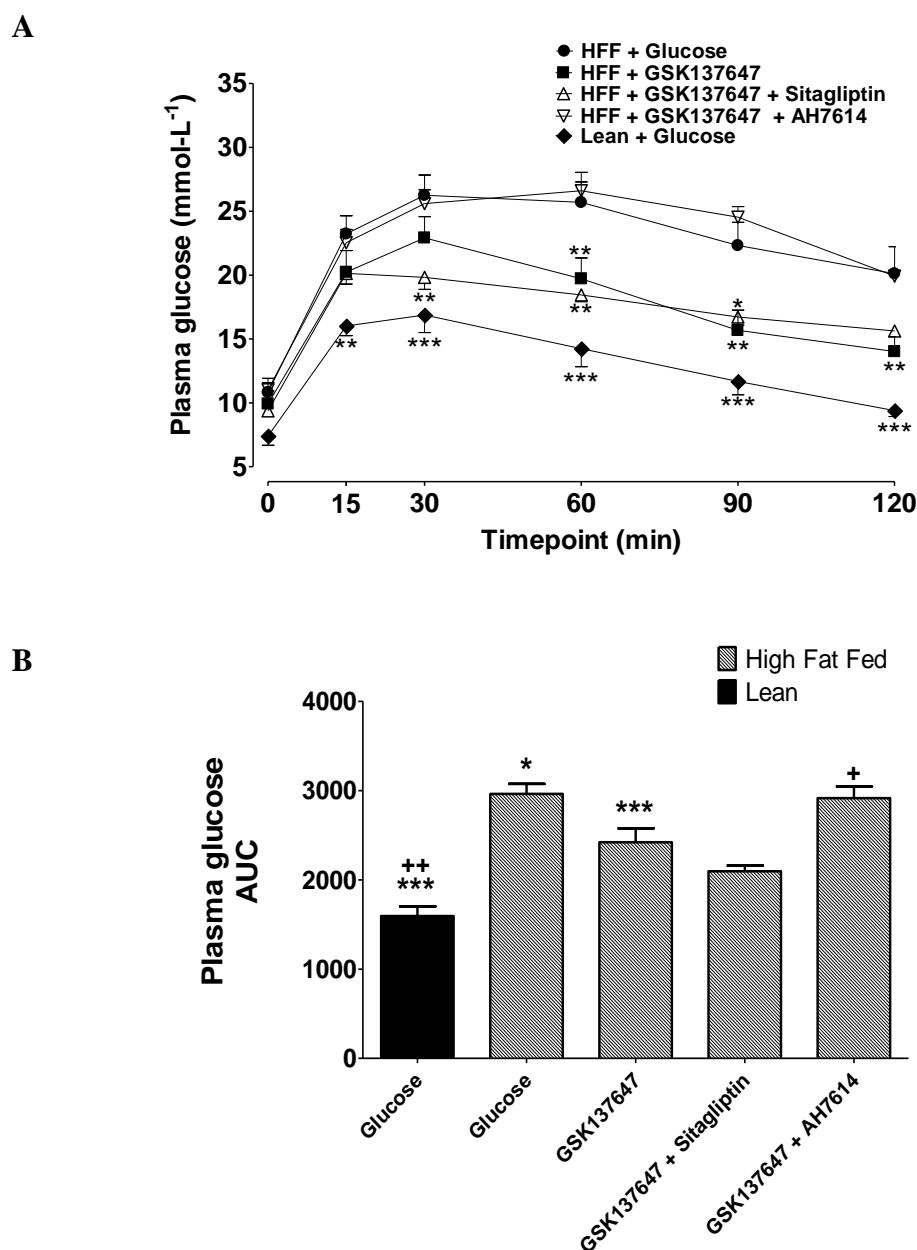 A
HFF + Glucose
HFF + GSK137647
HFF + GSK137647 + Sitagliptin
HFF + GSK137647 + AH7614
Lean + Glucose
35
30
25
20
15
10
5
Plasma glucose (mmol-L⁻¹)
** **
** ** *
** *** ** **
*** *** ***
0 15 30 60 90 120
Timepoint (min)
B
High Fat Fed
Lean
4000
3000
2000
1000
0
Plasma glucose
AUC
++
***
*
***
+
Glucose
Glucose
GSK137647
GSK137647 + Sitagliptin
GSK137647 + AH7614